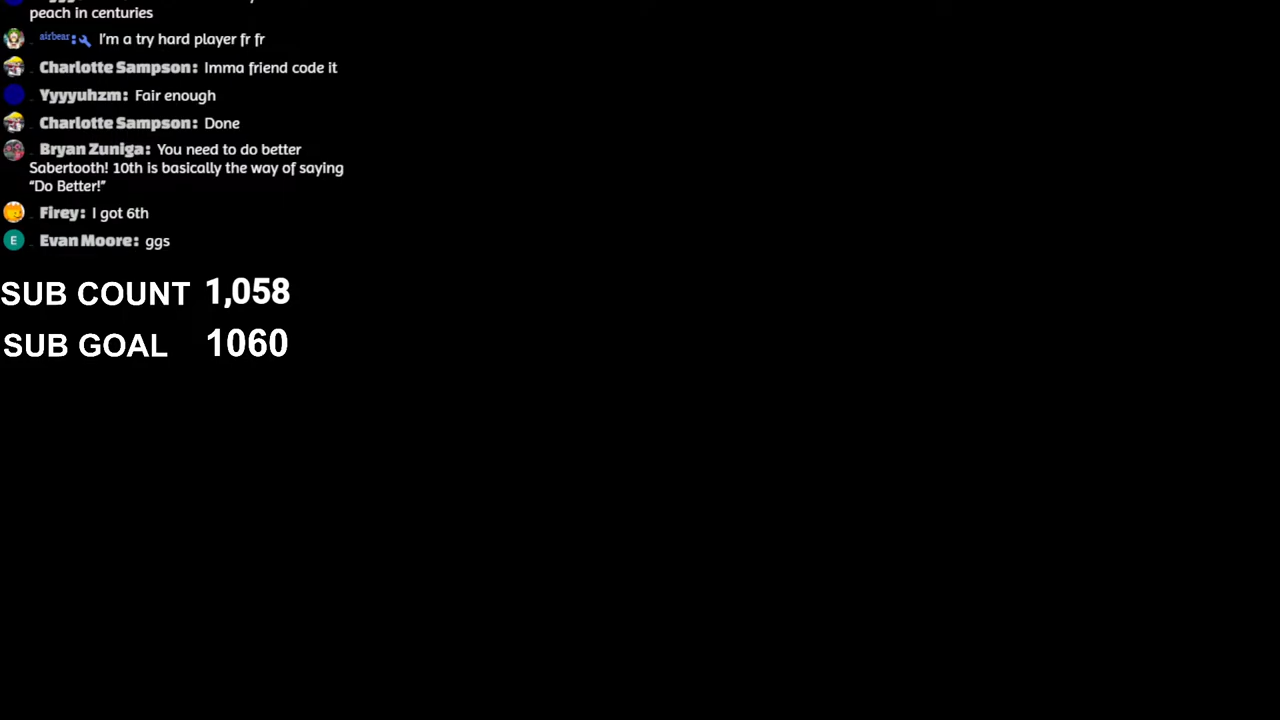 peach in centuries
airbear: I'm a try hard player fr fr
Charlotte Sampson: Imma friend code it
Yyyyuhzm: Fair enough
Charlotte Sampson: Done
Bryan Zuniga: You need to do better
Sabertooth! 10th is basically the way of saying
“Do Better!”
Firey: I got 6th
E Evan Moore: ggs
SUB COUNT 1,058
SUB GOAL 1060